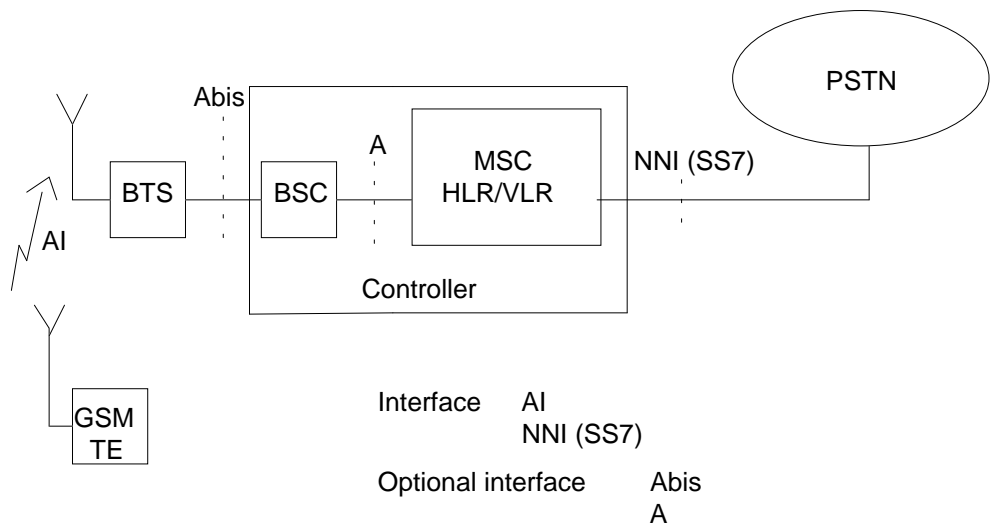 PSTN
Abis
A
NNI (SS7)
MSC
HLR/VLR
BTS
BSC
AI
Controller
GSM
TE
Interface AI
NNI (SS7)
Optional interface Abis
A